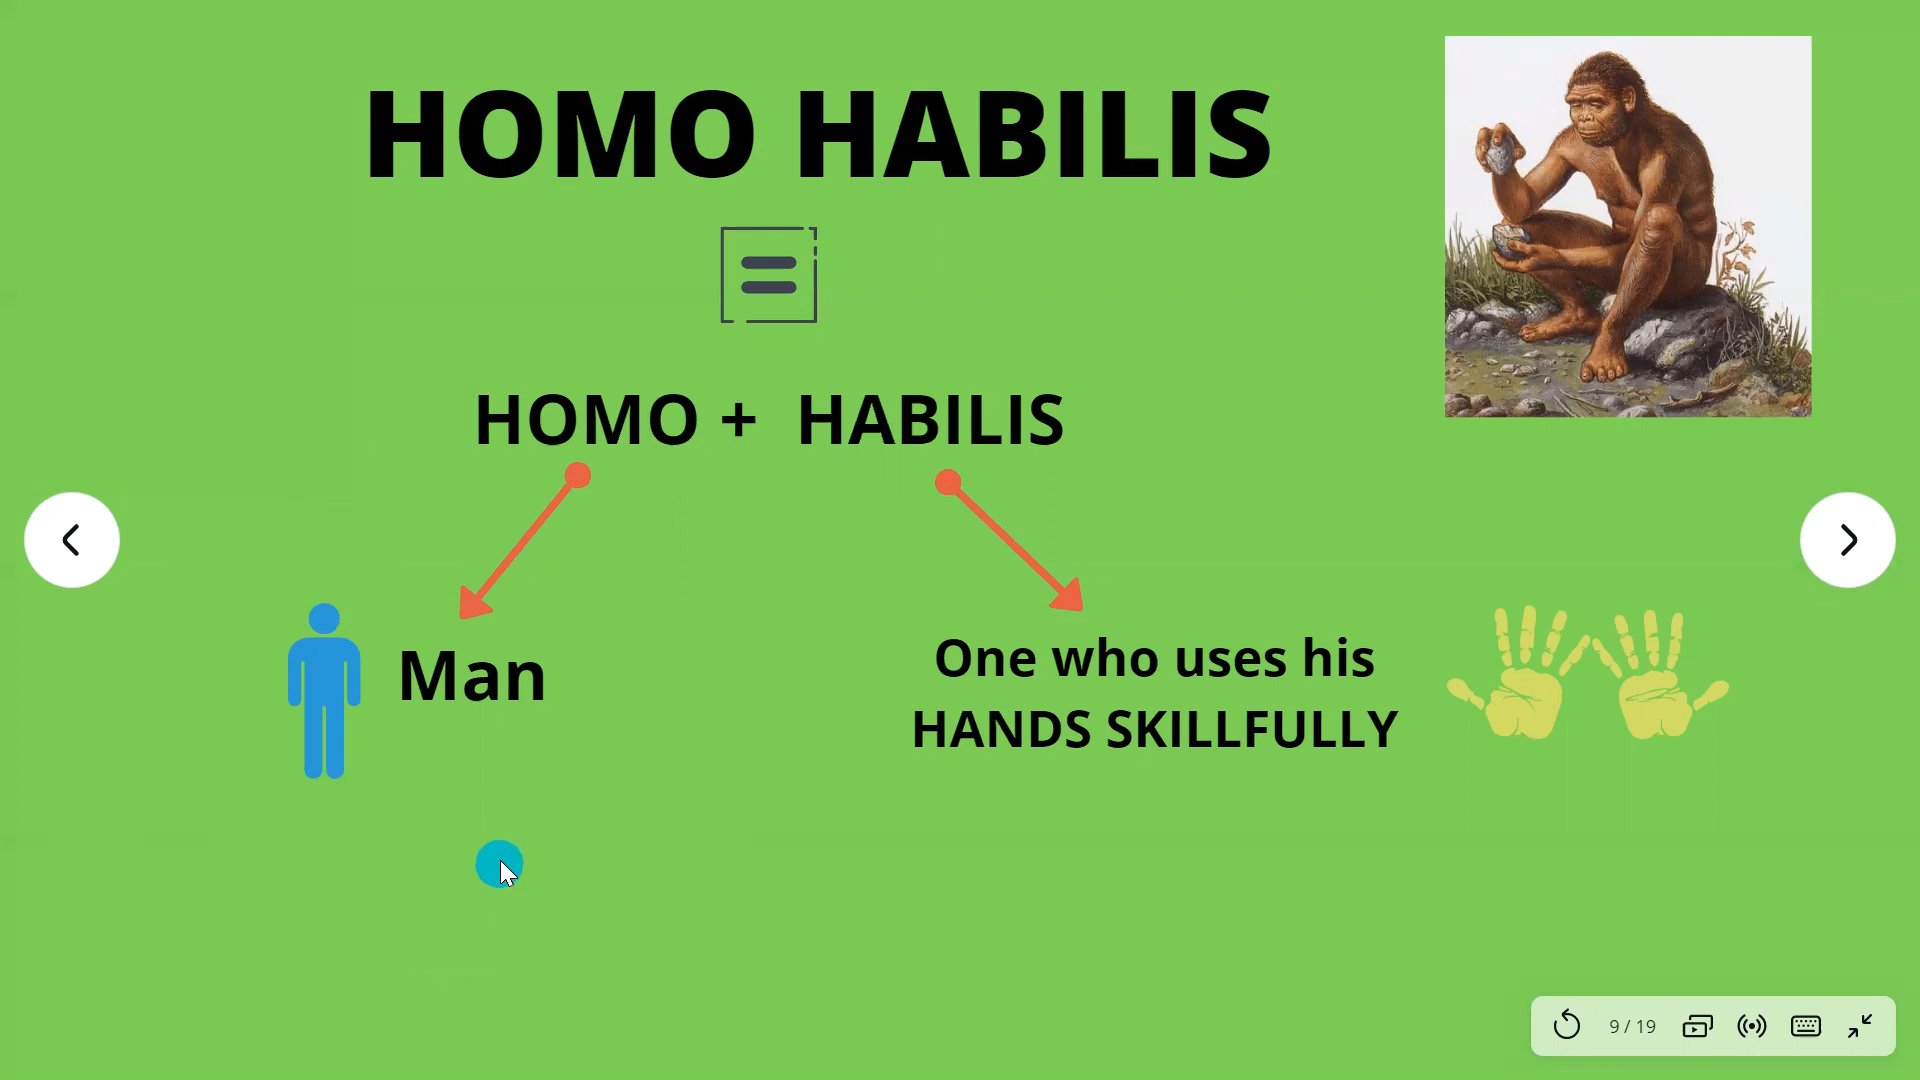 HOMO HABILIS
=
HOMO + HABILIS
Man
One who uses his
HANDS SKILLFULLY
9 / 19